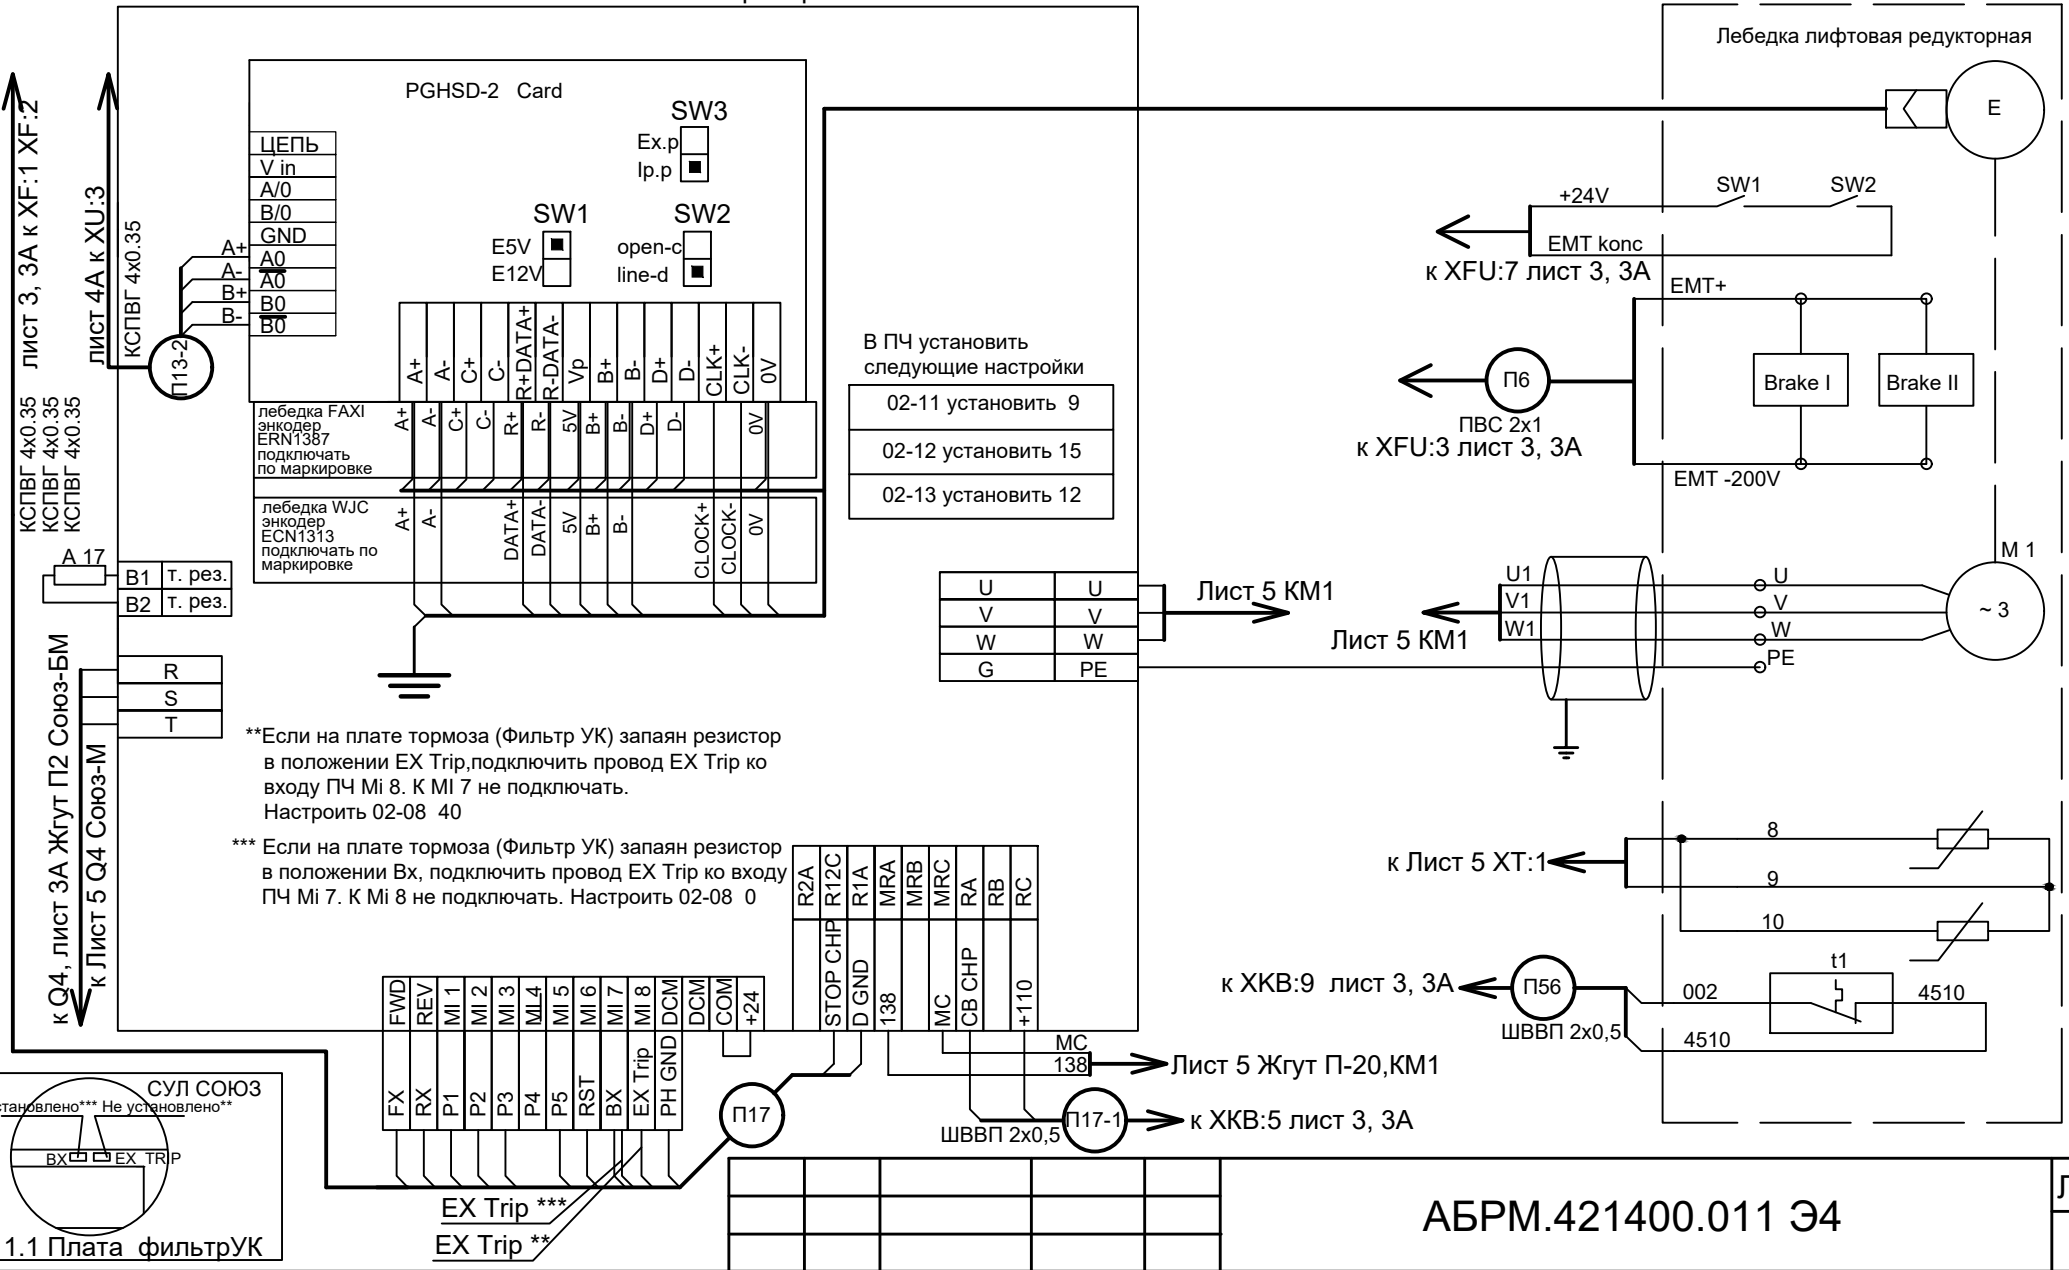 Лебедка лифтовая редукторная
PGHSD-2 Card
SW3
Ex.p
Ip.p
SW1
E5V
E12V
SW2
open-c
line-d
ЦЕПЬ
V in
A/0
B/0
GND
A0
A0
B0
B0
A+
A-
B+
B-
П13-2
КСПВГ 4x0.35
лист 4А к XU:3
лист 3, 3А к XF:1 XF:2
КСПВГ 4x0.35
КСПВГ 4x0.35
КСПВГ 4x0.35
A+
A-
C+
C-
R+DATA+
R-DATA-
Vp
B+
B-
D+
D-
CLK+
CLK-
0V
лебедка FAXI
энкодер
ERN1387
подключать
по маркировке
A+
A-
C+
C-
R+
R-
5V
B+
B-
D+
D-
0V
лебедка WJC
энкодер
ECN1313
подключать по
маркировке
A+
A-
DATA+
DATA-
5V
B+
B-
CLOCK+
CLOCK-
0V
В ПЧ установить
следующие настройки
02-11 установить 9
02-12 установить 15
02-13 установить 12
E
+24V
SW1
SW2
EMT konc
к XFU:7 лист 3, 3А
EMT+
П6
ПВС 2x1
к XFU:3 лист 3, 3А
Brake I
Brake II
EMT -200V
A 17
B1 т. рез.
B2 т. рез.
R
S
T
к Q4, лист 3А Жгут П2 Союз-БМ
к Лист 5 Q4 Союз-М
U U
V V
W W
G PE
Лист 5 КМ1
Лист 5 КМ1
U1
V1
W1
U
V
W
PE
M 1
~ 3
**Если на плате тормоза (Фильтр УК) запаян резистор
в положении EX Trip,подключить провод EX Trip ко
входу ПЧ Mi 8. К MI 7 не подключать.
Настроить 02-08 40
*** Если на плате тормоза (Фильтр УК) запаян резистор
в положении Вх, подключить провод EX Trip ко входу
ПЧ Mi 7. К Mi 8 не подключать. Настроить 02-08 0
R2A
R12C
R1A
MRA
MRB
MRC
RA
RB
RC
STOP CHP
D GND
138
MC
CB CHP
+110
FWD
REV
MI 1
MI 2
MI 3
MI 4
MI 5
MI 6
MI 7
MI 8
DCM
DCM
COM
+24
FX
RX
P1
P2
P3
P4
P5
RST
BX
EX Trip
PH GND
к Лист 5 XT:1
8
9
10
t1
к XKB:9 лист 3, 3А
П56
ШВВП 2x0,5
002
4510
4510
MC
138
Лист 5 Жгут П-20,КМ1
П17
П17-1
ШВВП 2x0,5
к ХКВ:5 лист 3, 3А
СУЛ СОЮЗ
тановлено*** Не установлено**
BX
EX TRIP
1.1 Плата фильтрУК
EX Trip ***
EX Trip **
АБРМ.421400.011 Э4